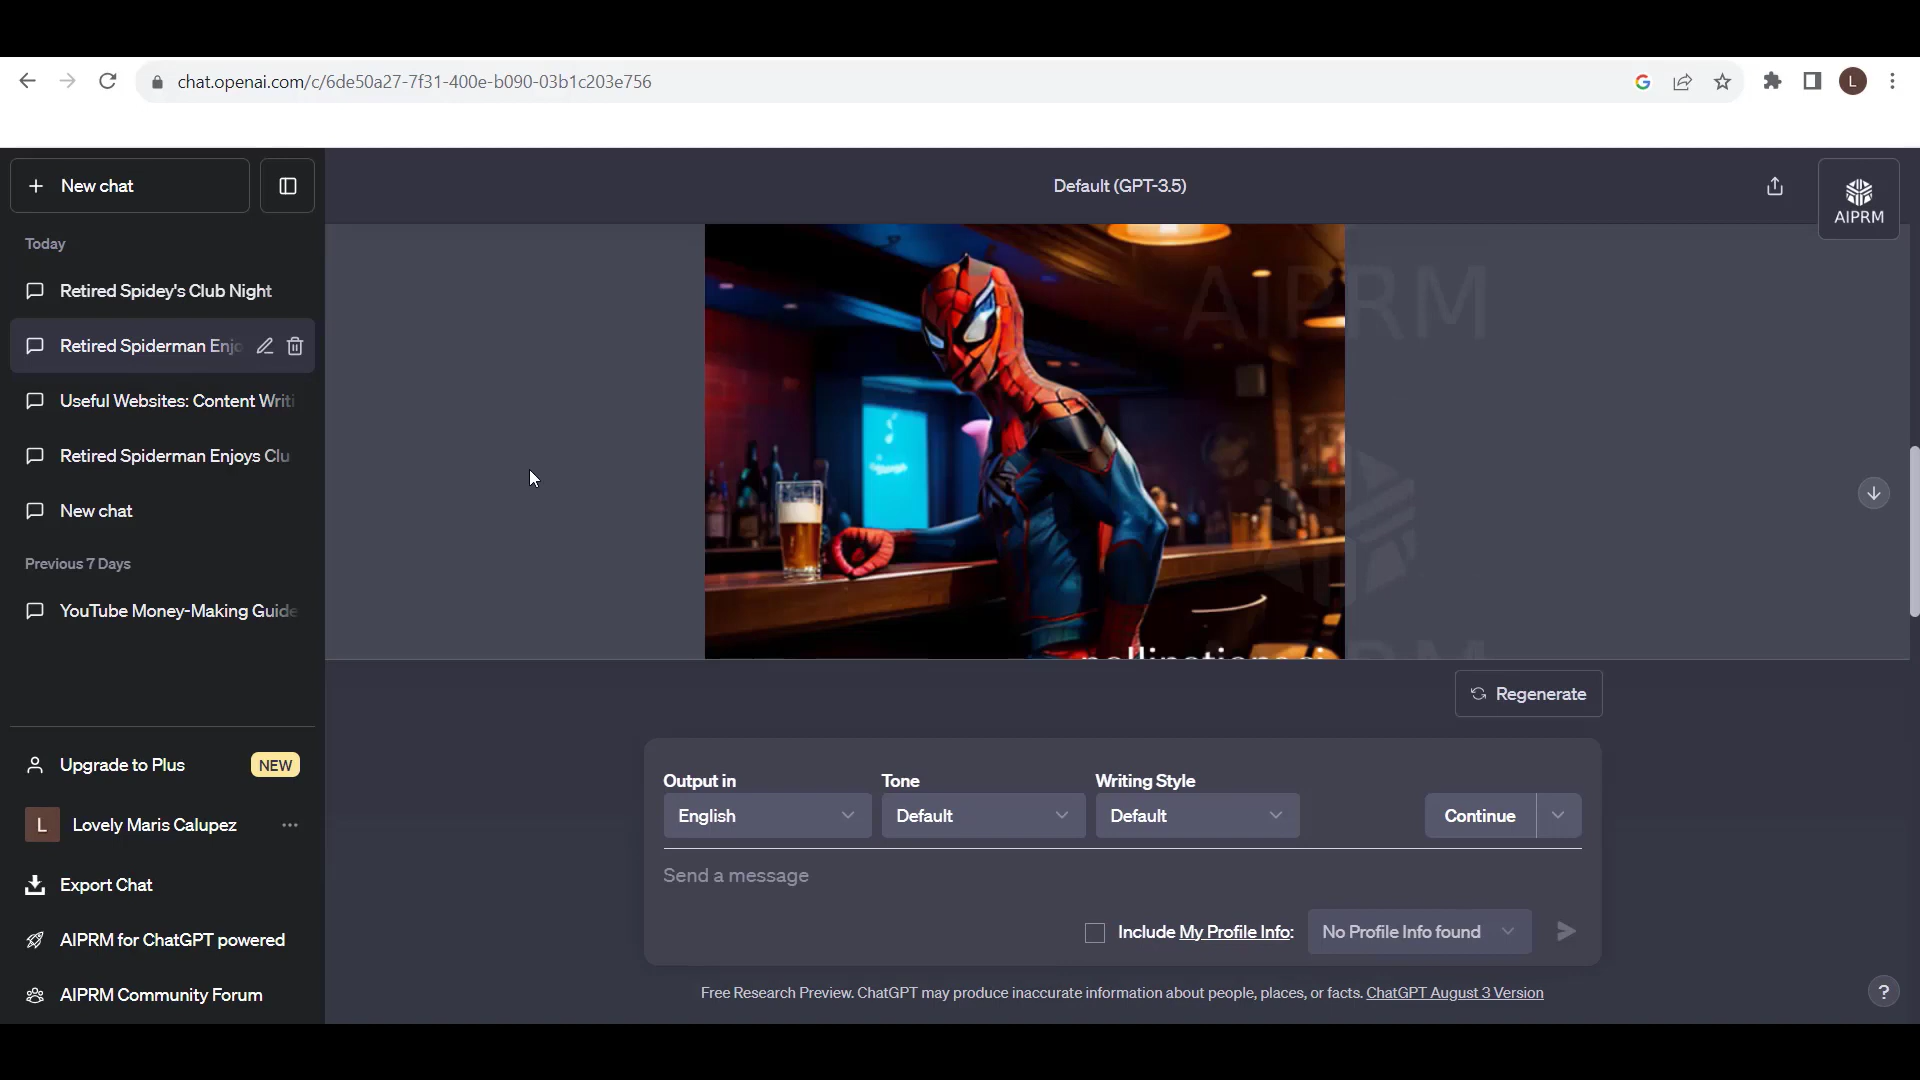 chat.openai.com/c/6de50a27-7f31-400e-b090-03b1c203e756
L
New chat
Default (GPT-3.5)
AIPRM
Today
Retired Spidey's Club Night
Retired Spiderman Enjo
Useful Websites: Content Writi
Retired Spiderman Enjoys Clu
New chat
Previous 7 Days
YouTube Money-Making Guide
AIPRM
Regenerate
Upgrade to Plus NEW
L Lovely Maris Calupez
Export Chat
AIPRM for ChatGPT powered
AIPRM Community Forum
Output in Tone Writing Style
English Default Default Continue
Send a message
Include My Profile Info: No Profile Info found
Free Research Preview. ChatGPT may produce inaccurate information about people, places, or facts. ChatGPT August 3 Version
?